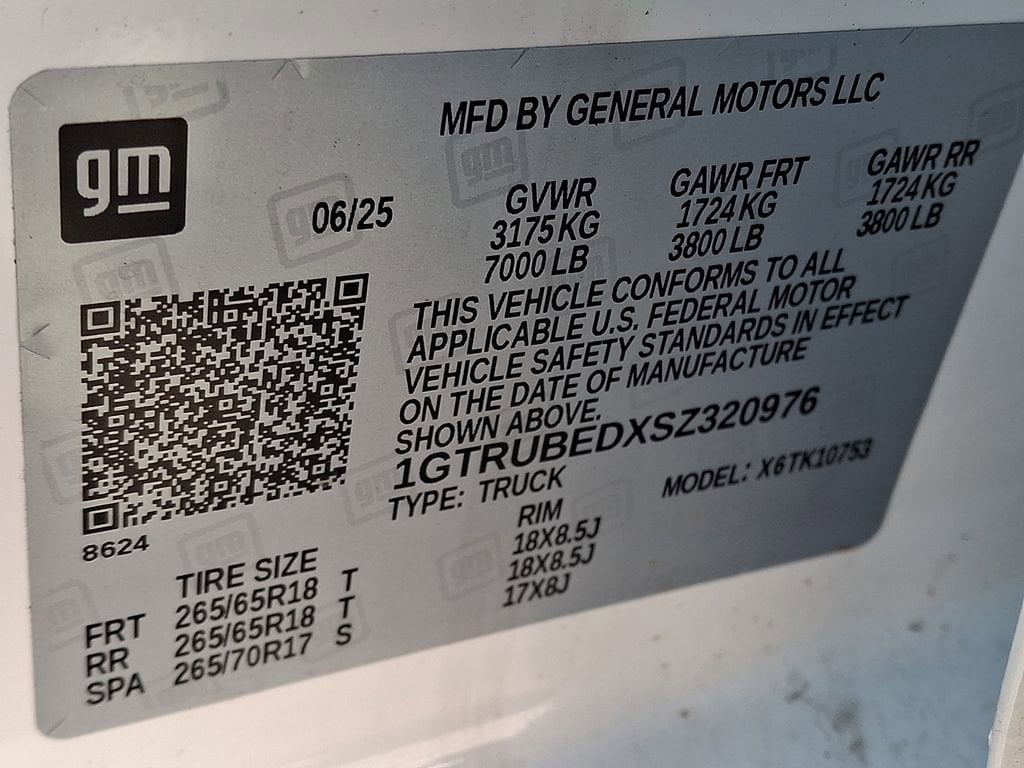 gm
MFD BY GENERAL MOTORS LLC
06/25
GVWR GAWR FRT GAWR RR
3175 KG 1724 KG 1724 KG
7000 LB 3800 LB 3800 LB
THIS VEHICLE CONFORMS TO ALL
APPLICABLE U.S. FEDERAL MOTOR
VEHICLE SAFETY STANDARDS IN EFFECT
ON THE DATE OF MANUFACTURE
SHOWN ABOVE.
1GTRUBEDXSZ320976
TYPE: TRUCK MODEL: X6TK10753
8624
TIRE SIZE RIM
FRT 265/65R18 T 18X8.5J
RR 265/65R18 T 18X8.5J
SPA 265/70R17 S 17X8J